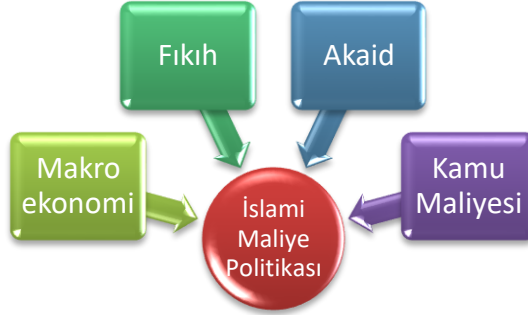 Fıkıh
Akaid
Makro
ekonomi
Kamu
Maliyesi
İslami
Maliye
Politikası